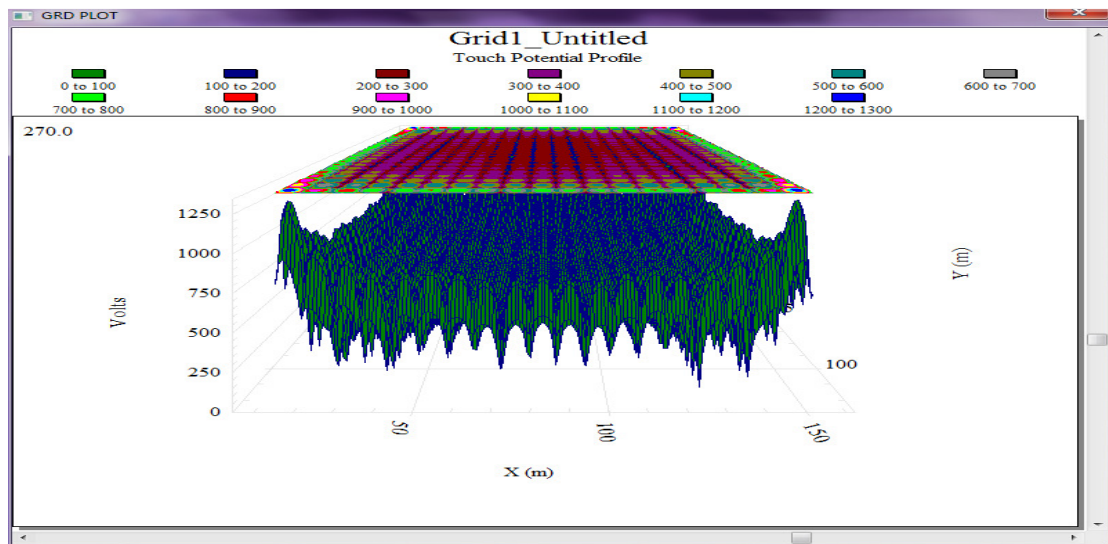 GRD PLOT
Grid1_Untitled
Touch Potential Profile
0 to 100 100 to 200 200 to 300 300 to 400 400 to 500 500 to 600 600 to 700
700 to 800 800 to 900 900 to 1000 1000 to 1100 1100 to 1200 1200 to 1300
270.0
1250
1000
750
500
250
0
Volts
Y (m)
100
50 100 150
X (m)